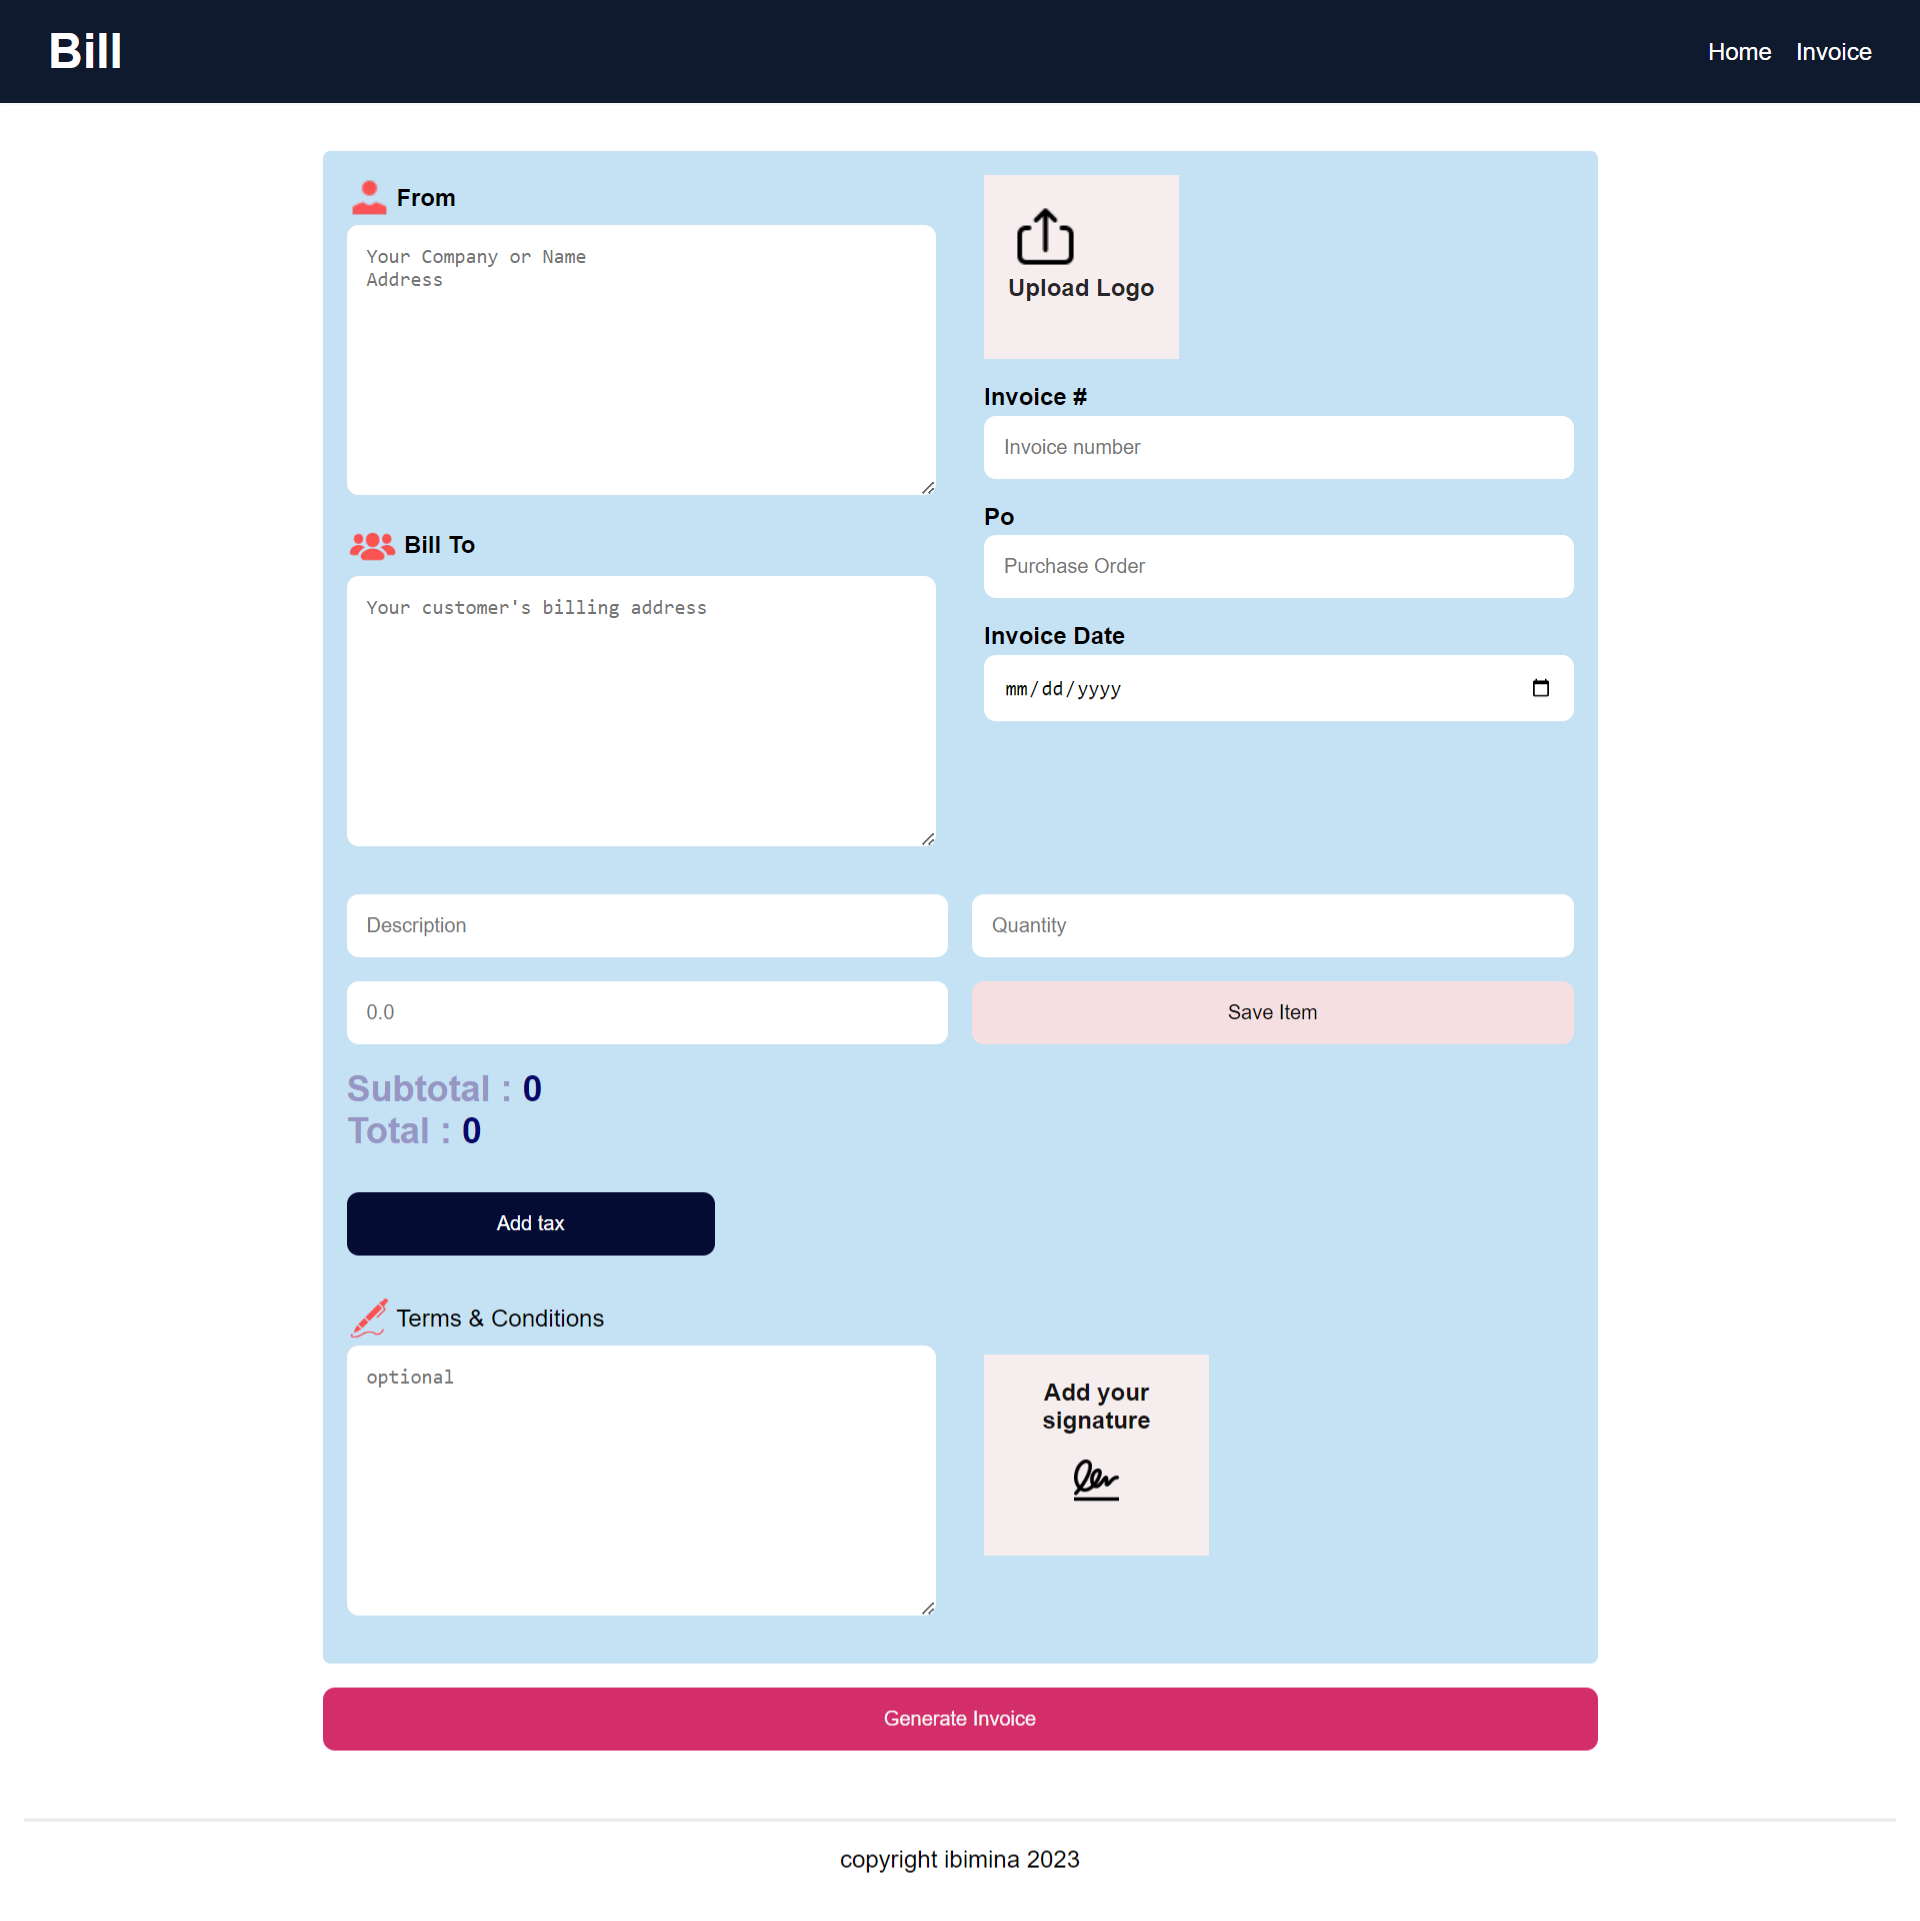 Bill
Home
Invoice
From
Your Company or Name
Address
Upload Logo
Invoice #
Invoice number
Po
Purchase Order
Bill To
Your customer's billing address
Invoice Date
mm/dd/yyyy
Description
Quantity
0.0
Save Item
Subtotal : 0
Total : 0
Add tax
Terms & Conditions
optional
Add your
signature
Generate Invoice
copyright ibimina 2023